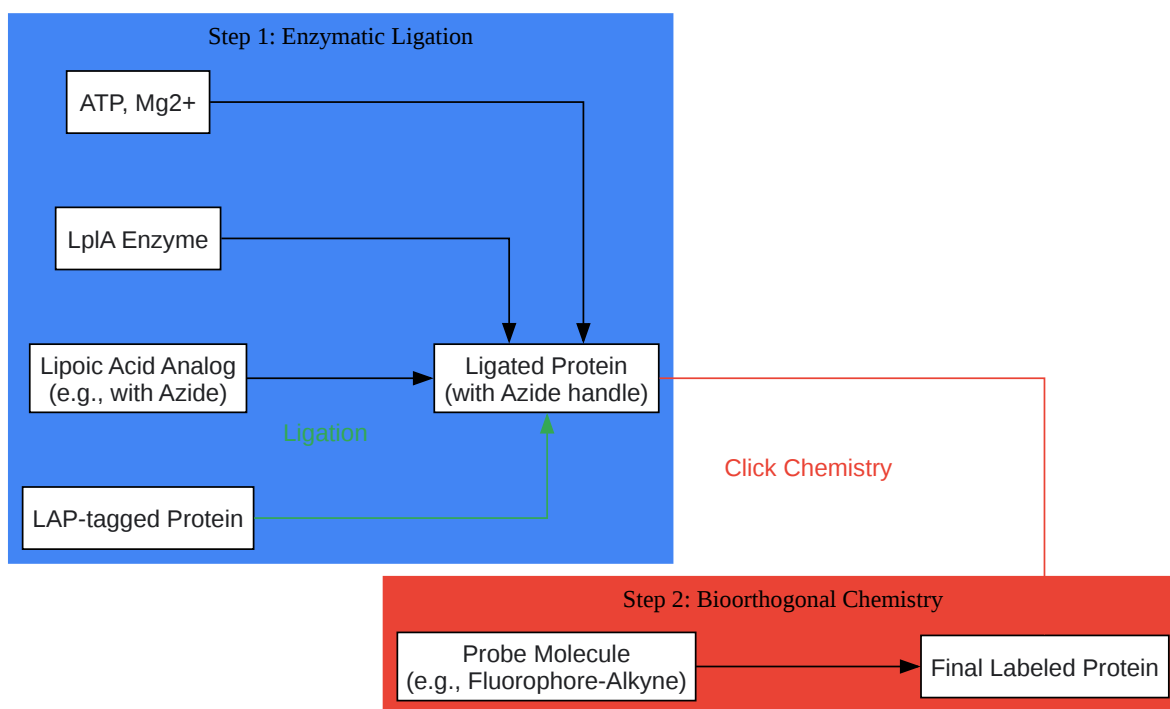 Step 1: Enzymatic Ligation
ATP, Mg2+
LplA Enzyme
Lipoic Acid Analog
(e.g., with Azide)
Ligated Protein
(with Azide handle)
Ligation
Click Chemistry
LAP-tagged Protein
Step 2: Bioorthogonal Chemistry
Probe Molecule
(e.g., Fluorophore-Alkyne)
Final Labeled Protein